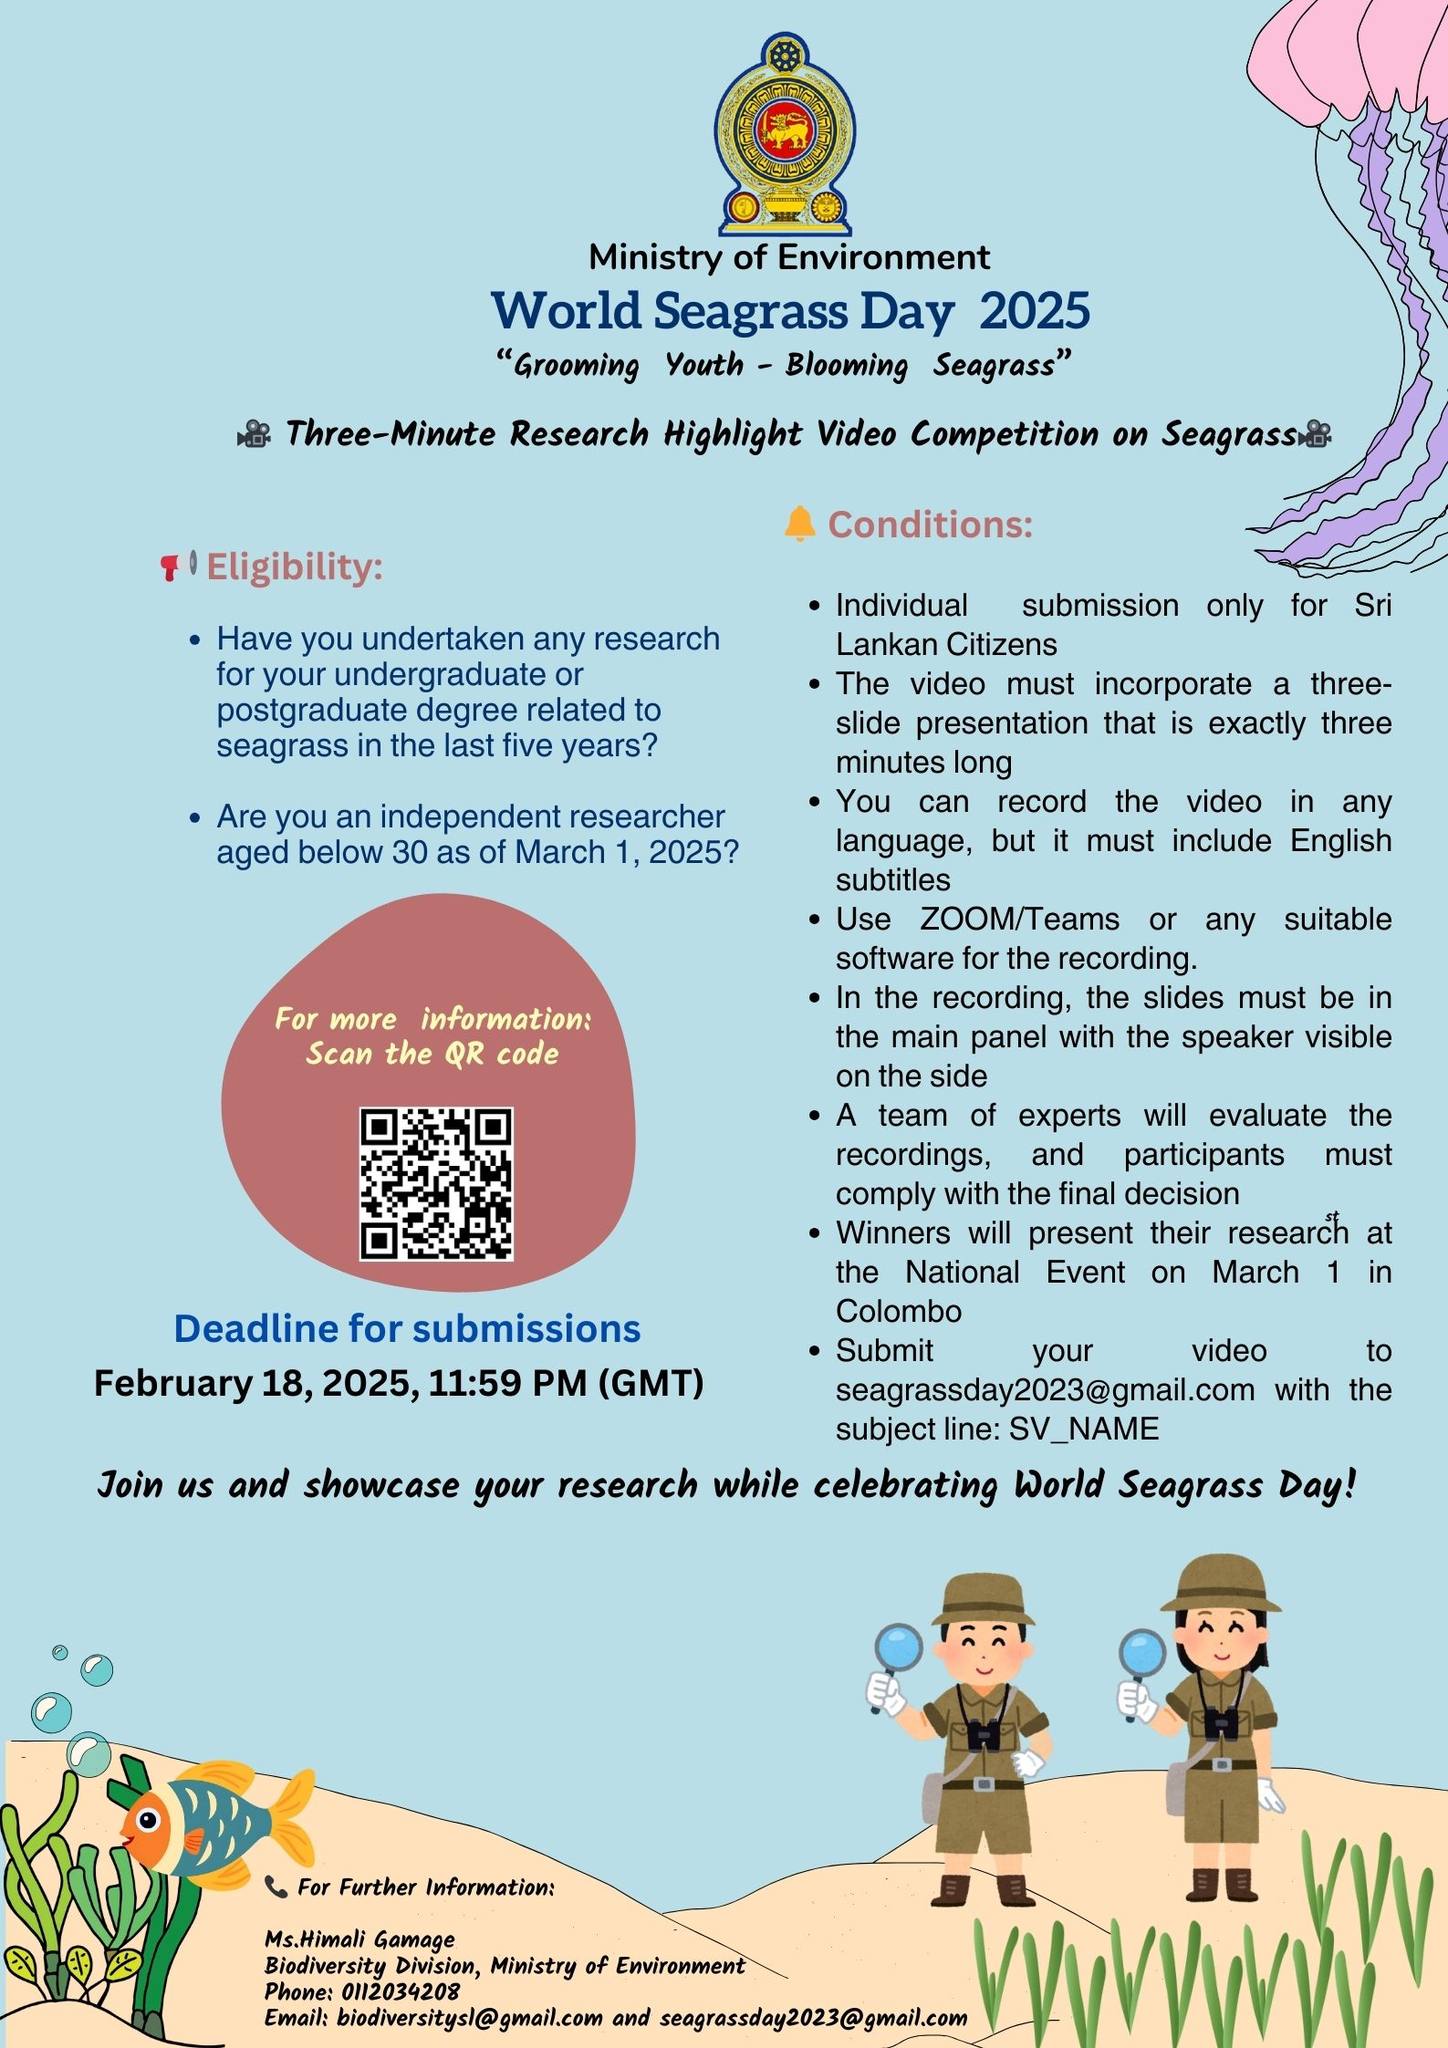 Ministry of Environment
World Seagrass Day 2025
“Grooming Youth - Blooming Seagrass”
Three-Minute Research Highlight Video Competition on Seagrass
Eligibility:
• Have you undertaken any research
for your undergraduate or
postgraduate degree related to
seagrass in the last five years?
• Are you an independent researcher
aged below 30 as of March 1, 2025?
For more information:
Scan the QR code
Deadline for submissions
February 18, 2025, 11:59 PM (GMT)
Conditions:
• Individual submission only for Sri
Lankan Citizens
• The video must incorporate a three-
slide presentation that is exactly three
minutes long
• You can record the video in any
language, but it must include English
subtitles
• Use ZOOM/Teams or any suitable
software for the recording.
• In the recording, the slides must be in
the main panel with the speaker visible
on the side
• A team of experts will evaluate the
recordings, and participants must
comply with the final decision
st
• Winners will present their research at
the National Event on March 1 in
Colombo
• Submit your video to
seagrassday2023@gmail.com with the
subject line: SV_NAME
Join us and showcase your research while celebrating World Seagrass Day!
For Further Information:
Ms.Himali Gamage
Biodiversity Division, Ministry of Environment
Phone: 0112034208
Email: biodiversitysl@gmail.com and seagrassday2023@gmail.com